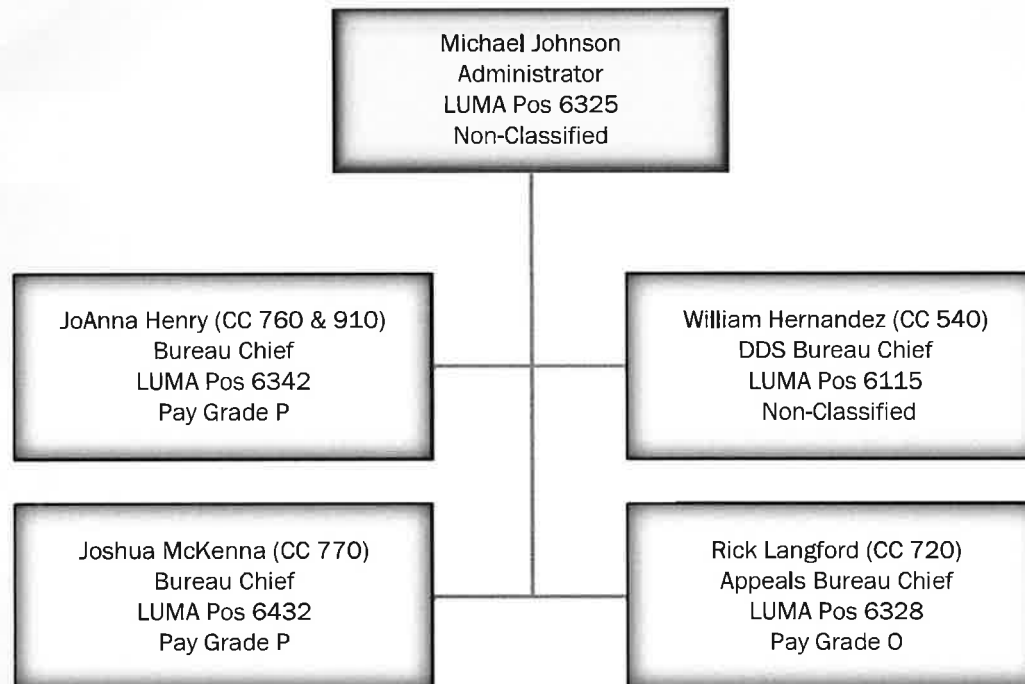 Michael Johnson
Administrator
LUMA Pos 6325
Non-Classified
JoAnna Henry (CC 760 & 910)
Bureau Chief
LUMA Pos 6342
Pay Grade P
William Hernandez (CC 540)
DDS Bureau Chief
LUMA Pos 6115
Non-Classified
Joshua McKenna (CC 770)
Bureau Chief
LUMA Pos 6432
Pay Grade P
Rick Langford (CC 720)
Appeals Bureau Chief
LUMA Pos 6328
Pay Grade O